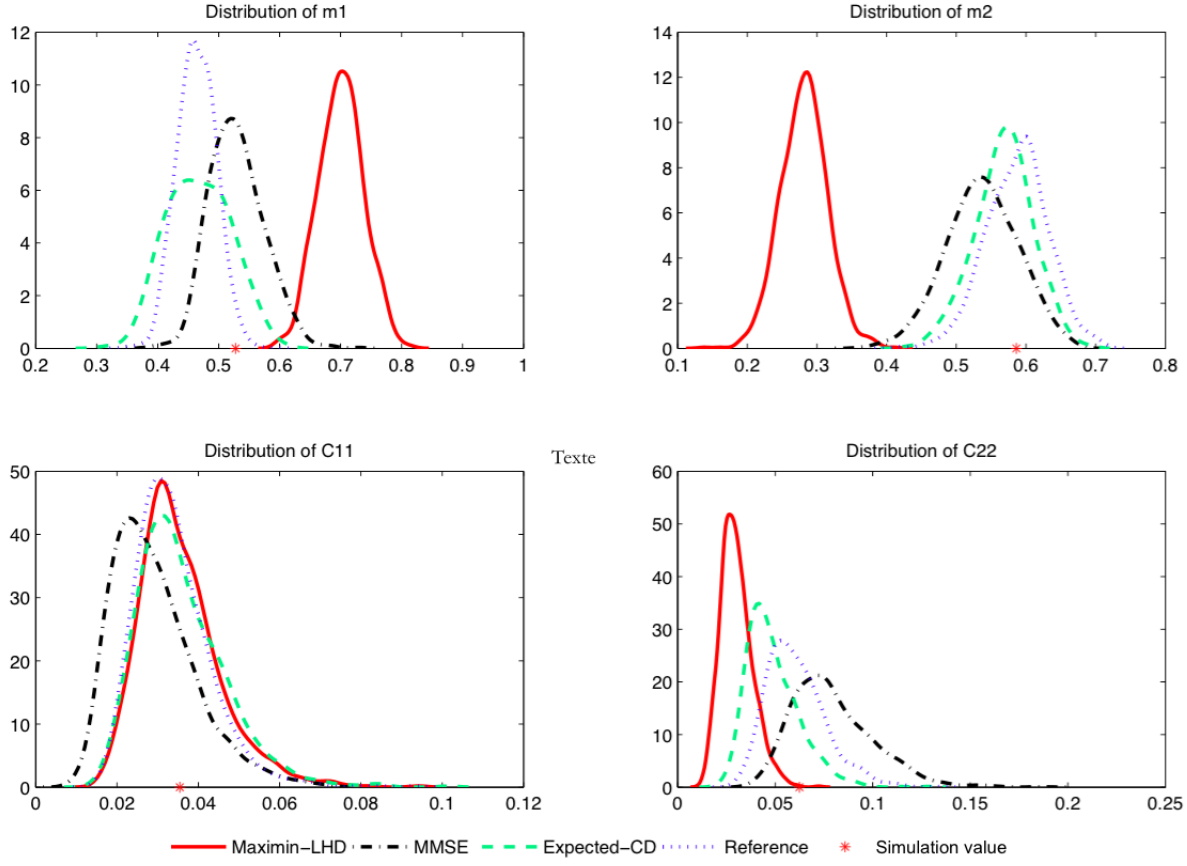 Distribution of m1
12
10
8
6
4
2
0
0.2 0.3 0.4 0.5 0.6 0.7 0.8 0.9 1
Distribution of m2
14
12
10
8
6
4
2
0
0.1 0.2 0.3 0.4 0.5 0.6 0.7 0.8
Distribution of C11
50
40
30
20
10
0
0 0.02 0.04 0.06 0.08 0.1 0.12
Texte
Distribution of C22
60
50
40
30
20
10
0
0 0.05 0.1 0.15 0.2 0.25
Maximin-LHD MMSE Expected-CD Reference Simulation value